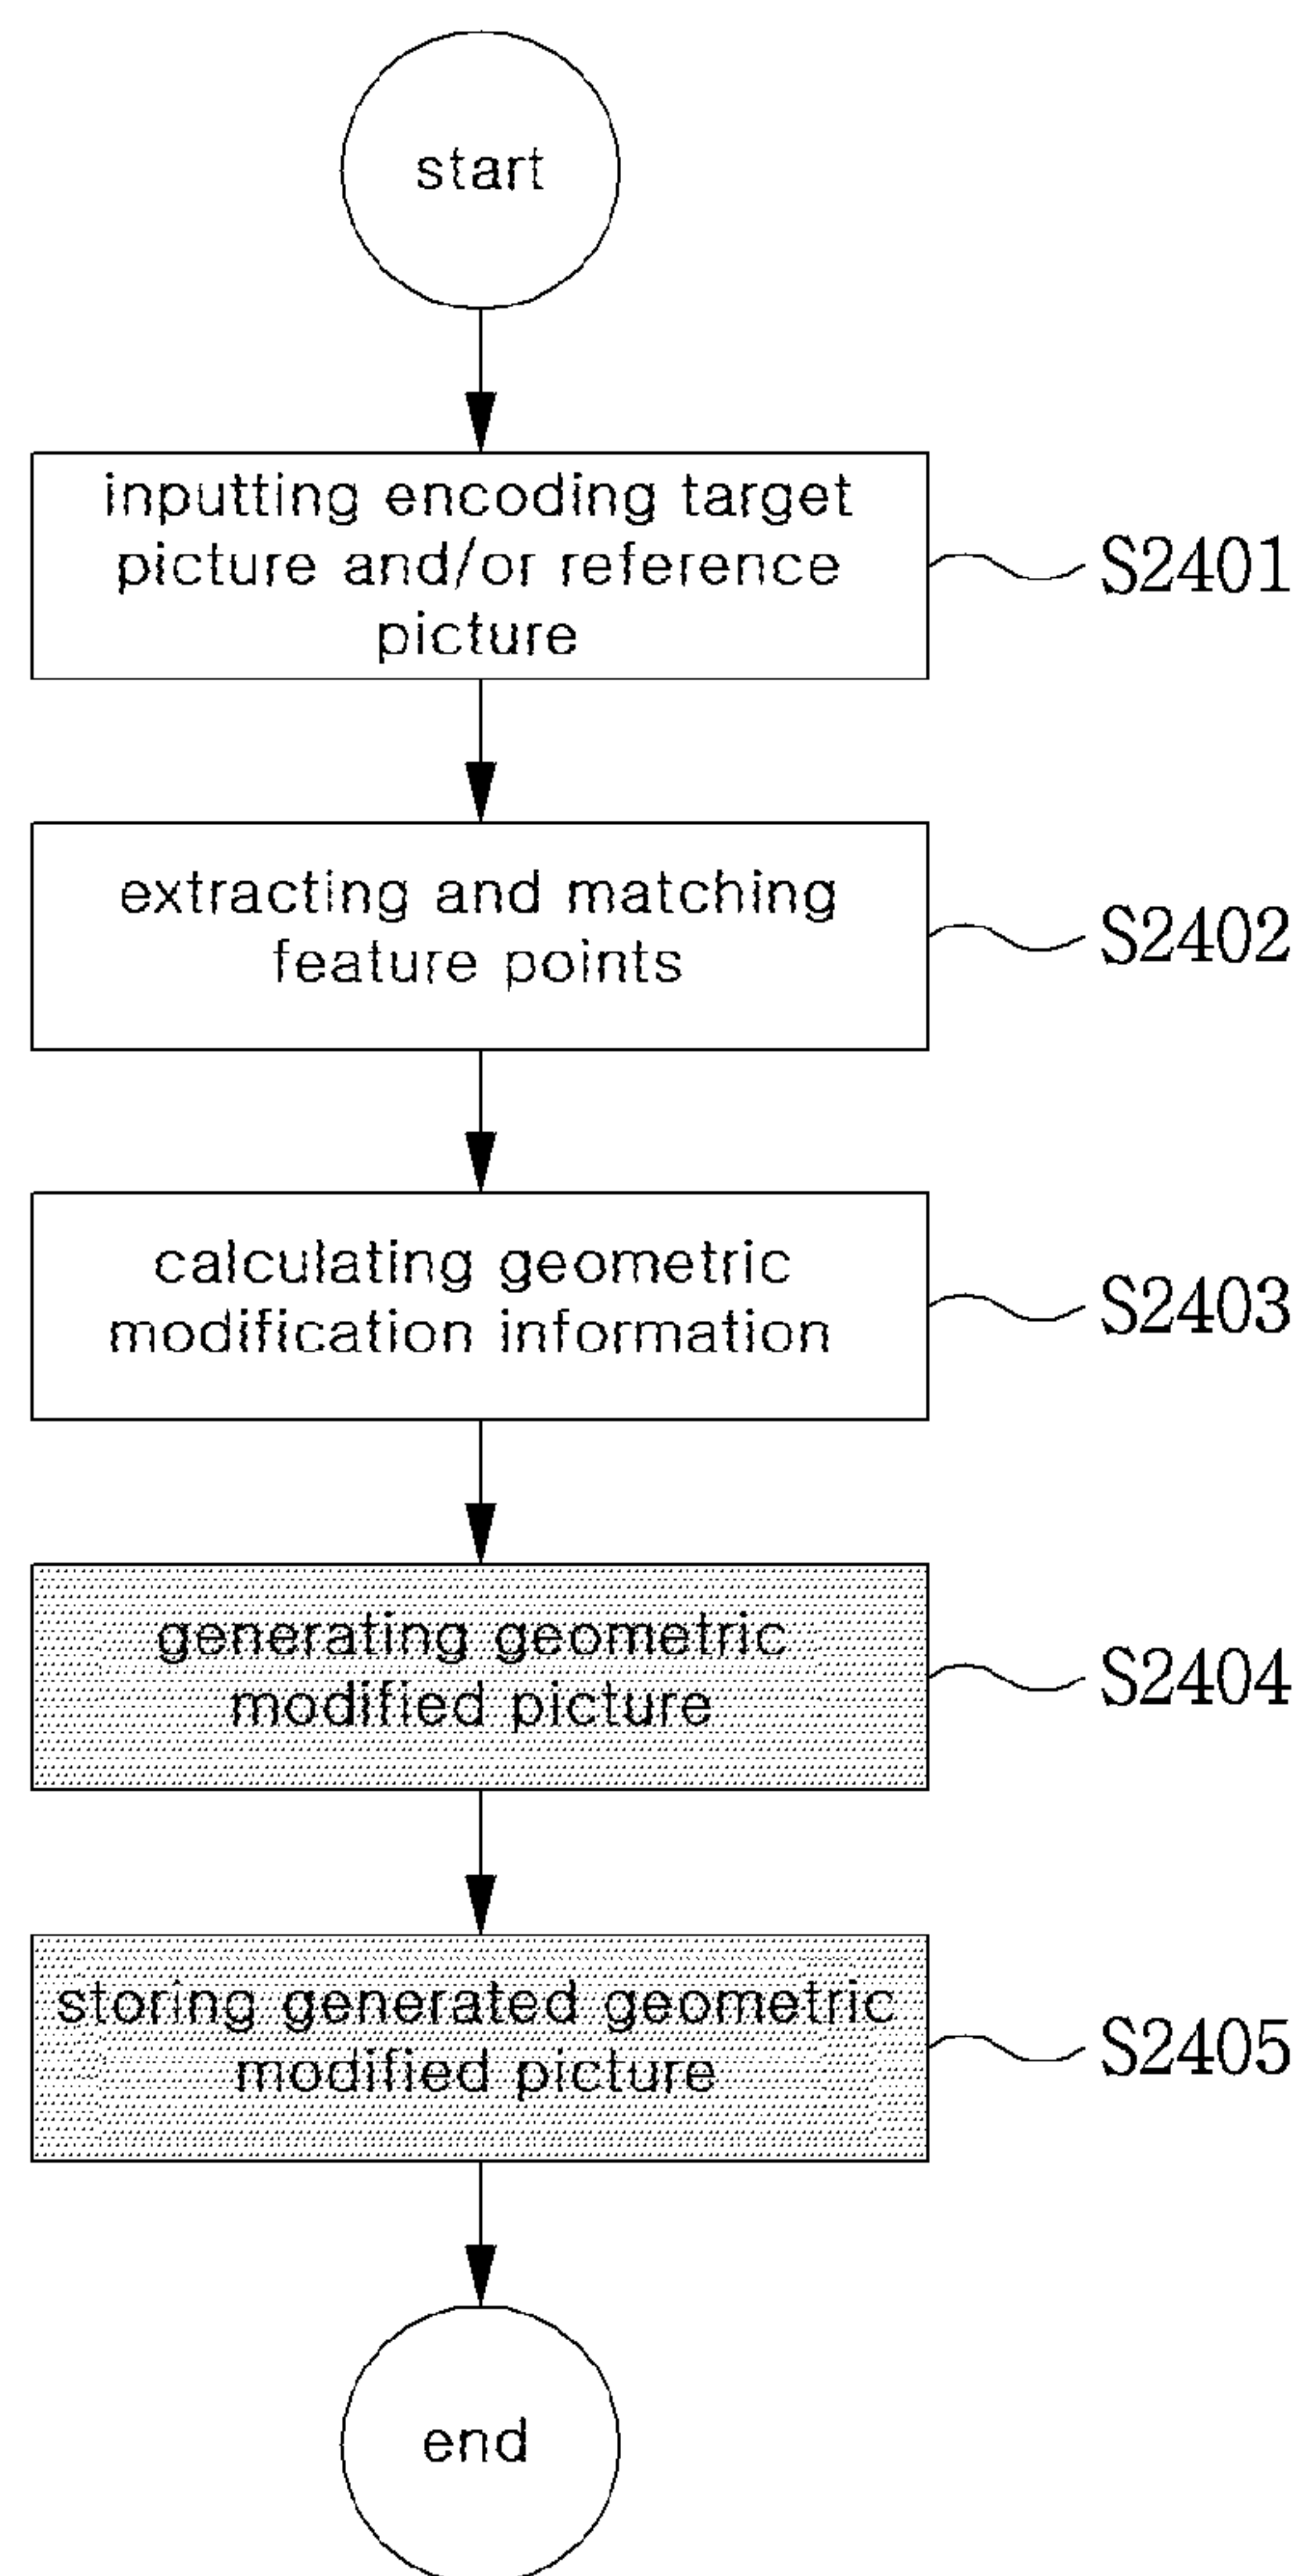 start
inputting encoding target
picture and/or reference
picture
S2401
extracting and matching
feature points
S2402
calculating geometric
modification information
S2403
generating geometric
modified picture
S2404
storing generated geometric
modified picture
S2405
end